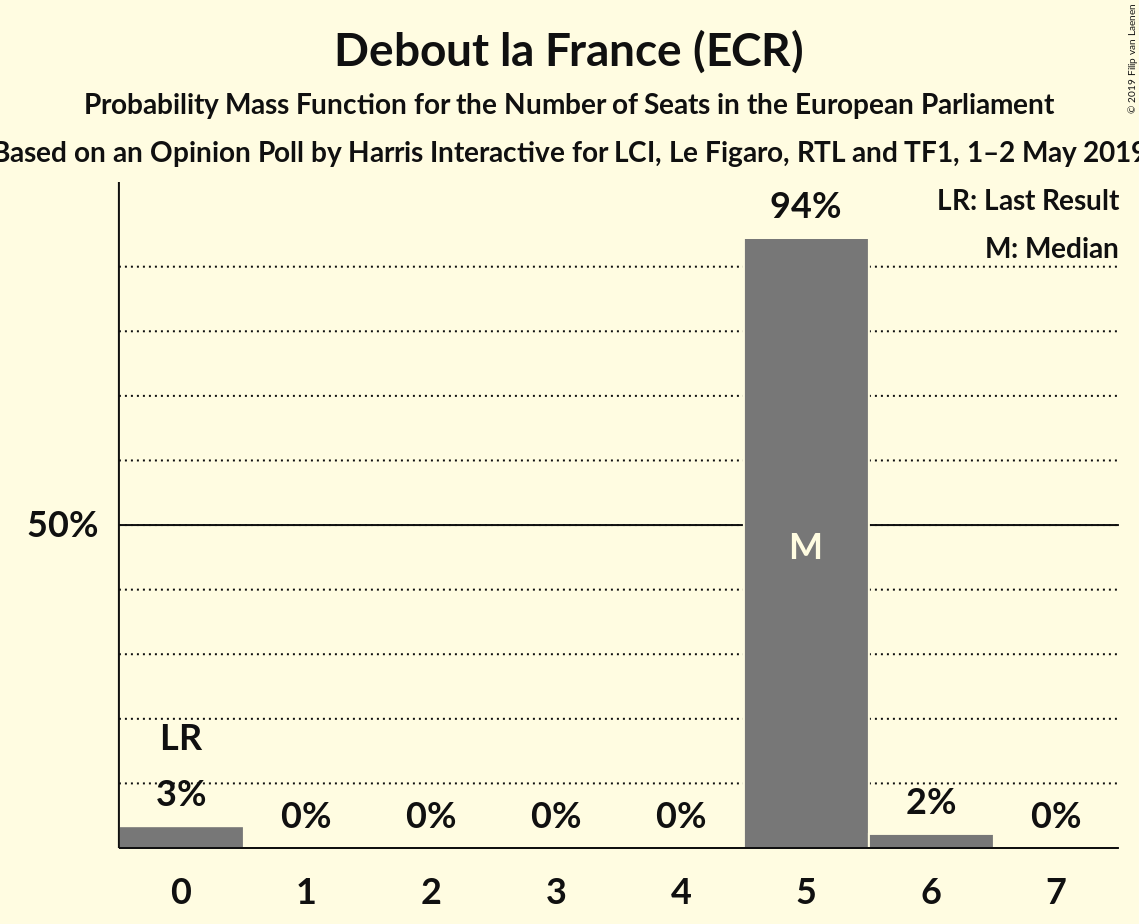 Debout la France (ECR)
Probability Mass Function for the Number of Seats in the European Parliament
Based on an Opinion Poll by Harris Interactive for LCI, Le Figaro, RTL and TF1, 1–2 May 2019
© 2019 Filip van Laenen
94%
LR: Last Result
M: Median
50%
M
LR
3%
0%
0%
0%
0%
2%
0%
0
1
2
3
4
5
6
7